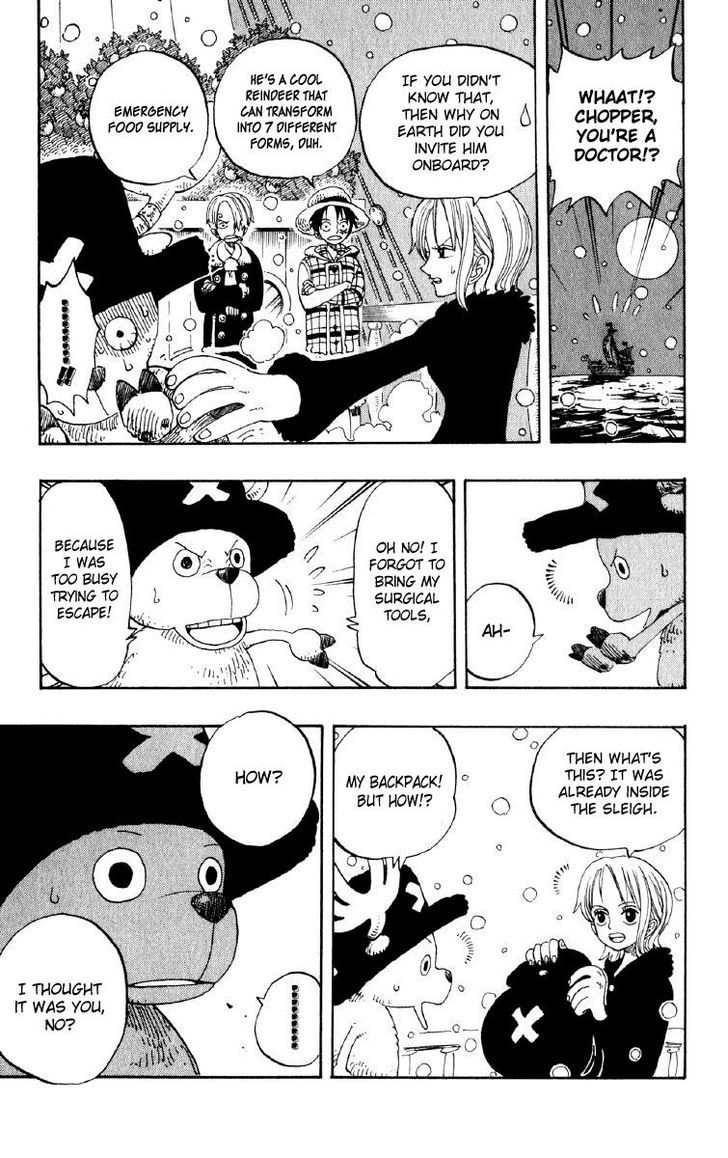 WHAAT!?
CHOPPER,
YOU'RE A
DOCTOR!?
IF YOU DIDN'T
KNOW THAT,
THEN WHY ON
EARTH DID YOU
INVITE HIM
ONBOARD?
HE'S A COOL
REINDEER THAT
CAN TRANSFORM
INTO 7 DIFFERENT
FORMS, DUH.
EMERGENCY
FOOD SUPPLY.
AH-
OH NO! I
FORGOT TO
BRING MY
SURGICAL
TOOLS,
BECAUSE
I WAS
TOO BUSY
TRYING TO
ESCAPE!
THEN WHAT'S
THIS? IT WAS
ALREADY INSIDE
THE SLEIGH.
MY BACKPACK!
BUT HOW!?
HOW?
I THOUGHT
IT WAS YOU,
NO?